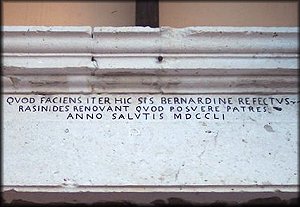 QVOD FACIENS ITER HIC SIS BERNARDINE REFECTVS
RASINIDES RENOVANT QVOD POSVERE PATRES
ANNO SALVTIS MDCCLI